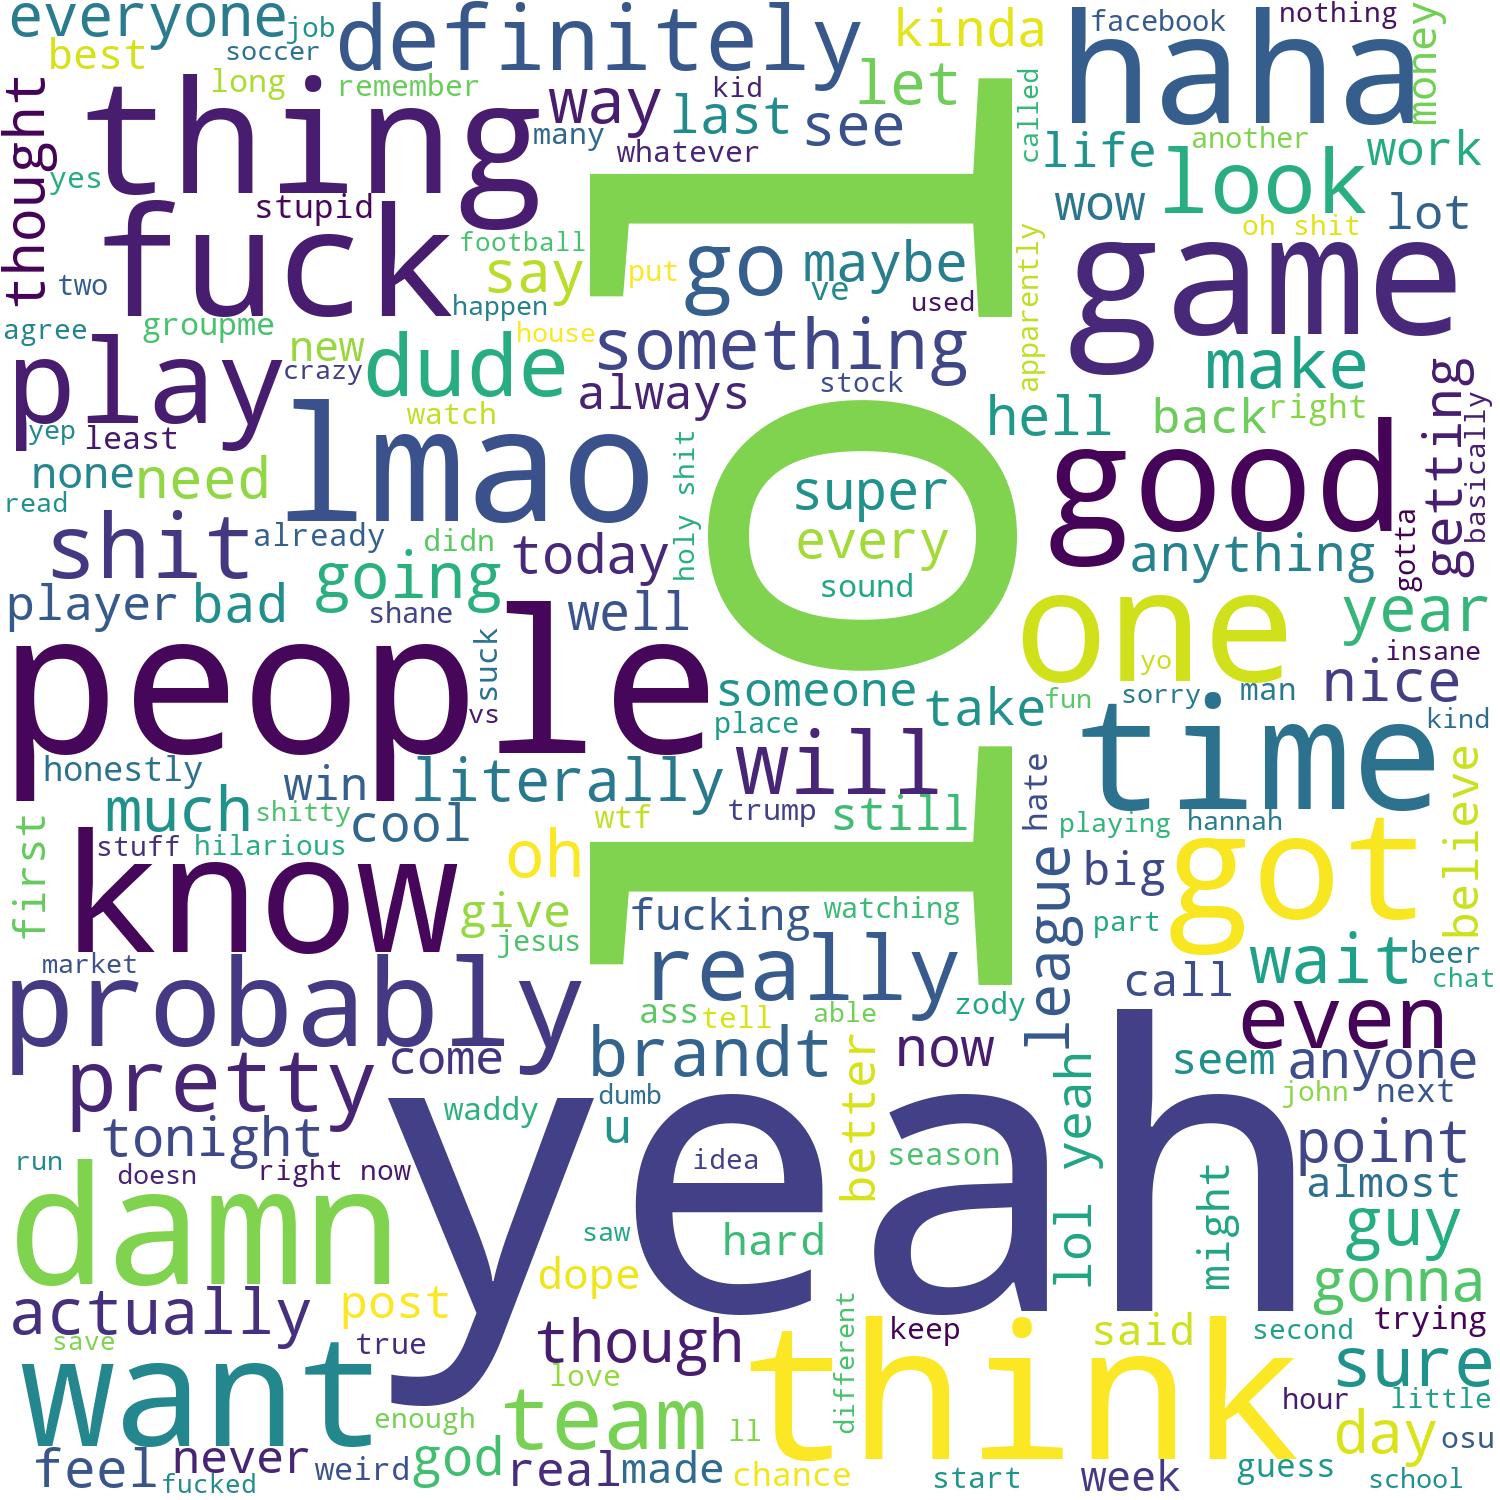 everyone job definitely kinda facebook nothing
best soccer haha money
long remember way kid let called
thing many last see life another work
thought yes whatever wow look lot
stupid lol oh shit
fuck football say put go maybe ve used apparently game
two happen
agree groupme new house something make
play crazy dude always stock getting basically
yep least watch lmao hell back right
none need holy shit super good gotta
read shit already didn today every anything
going sound one year
player bad shane well yo insane
people suck vs someone take fun sorry man nice kind
place time
honestly win literally will hate believe
much shitty cool wtf trump still playing hannah
first stuff hilarious oh league big got
know give fucking watching part
jesus wait beer
market really call chat
probably ass tell able zody even
pretty come brandt now seem anyone
waddy dumb better lol yeah john next
tonight u yeah season point
run doesn right now idea might almost
damn saw hard guy
dope gonna
actually post different keep said second trying
save true though think sure
want love hour little
enough team ll day osu
feel never weird god real made chance start week guess school
fucked